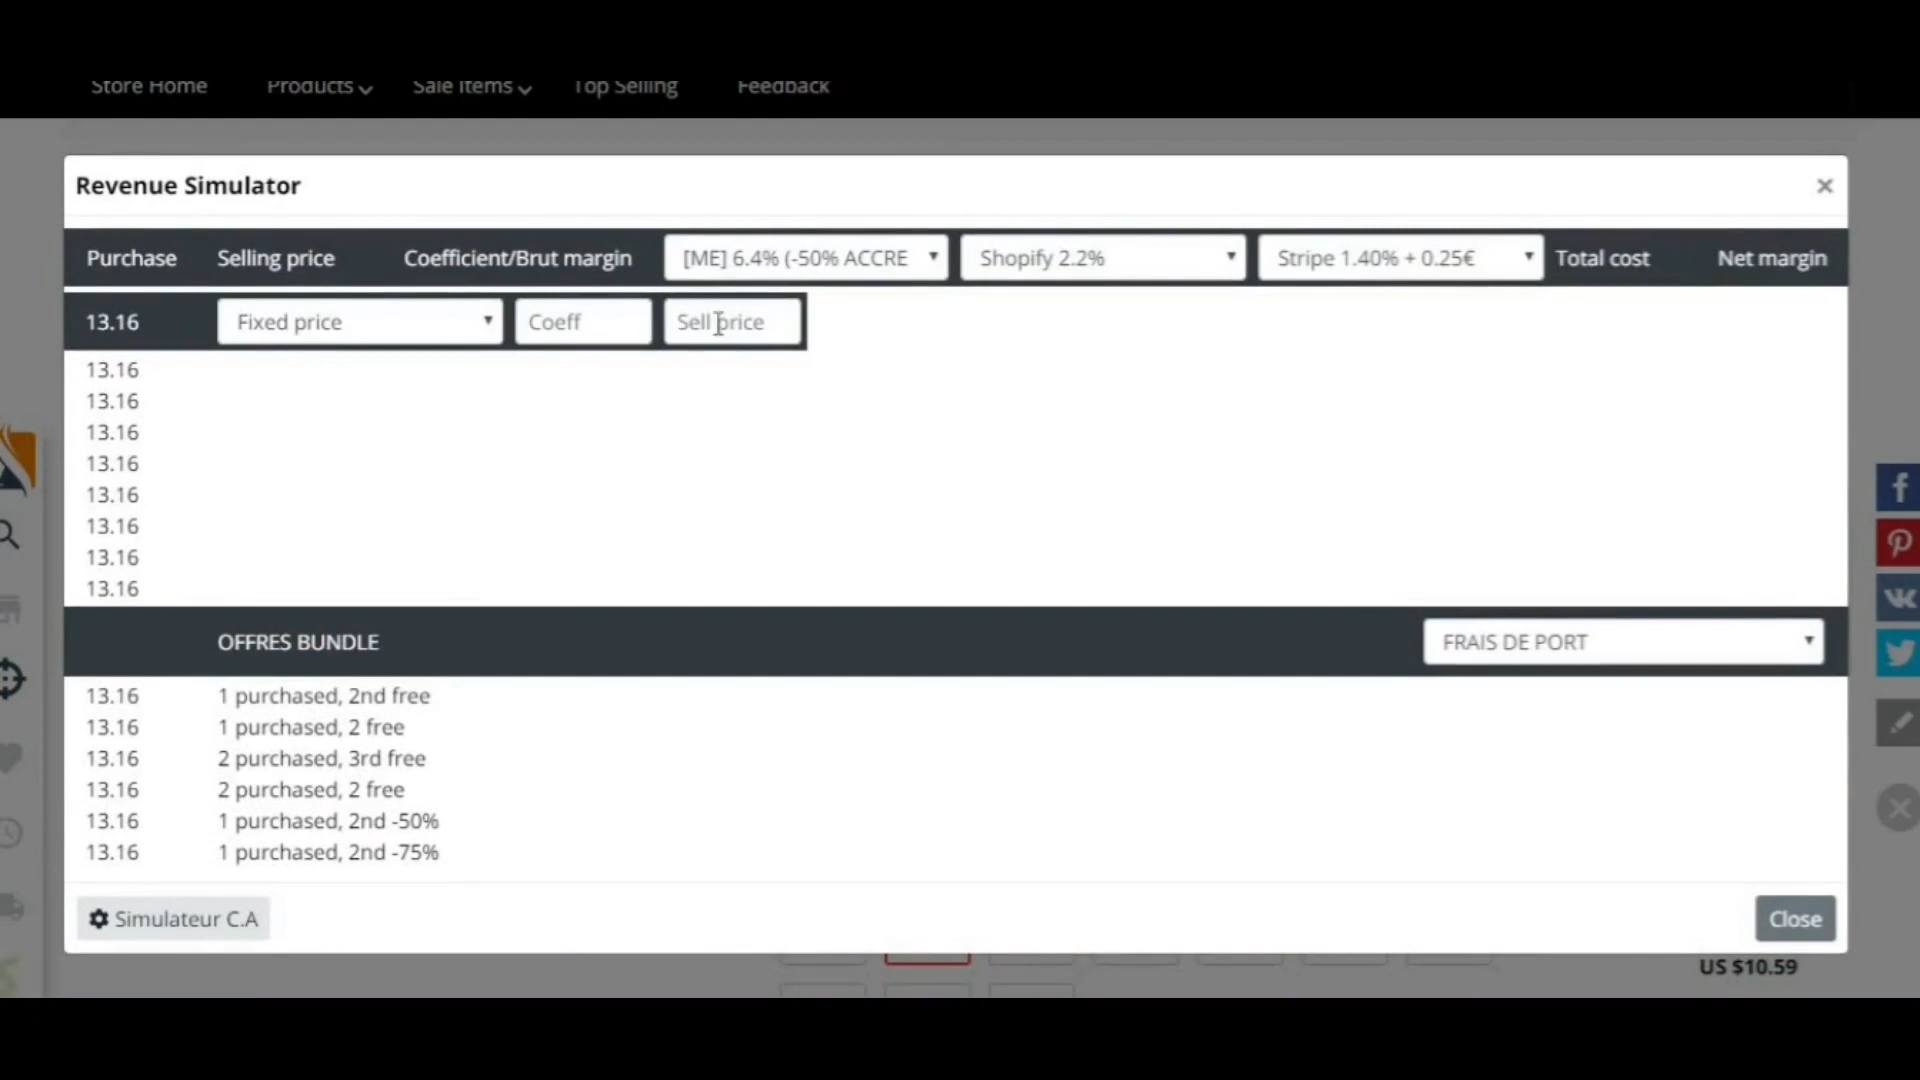 Store Home Products Sale Items Top Selling Feedback
Revenue Simulator ×
Purchase Selling price Coefficient/Brut margin [ME] 6.4% (-50% ACCRE Shopify 2.2% Stripe 1.40% + 0.25€ Total cost Net margin
13.16 Fixed price Coeff Sell price
13.16
13.16
13.16
13.16
13.16
13.16
13.16
13.16
OFFRES BUNDLE FRAIS DE PORT
13.16 1 purchased, 2nd free
13.16 1 purchased, 2 free
13.16 2 purchased, 3rd free
13.16 2 purchased, 2 free
13.16 1 purchased, 2nd -50%
13.16 1 purchased, 2nd -75%
Simulateur C.A Close
US $10.59